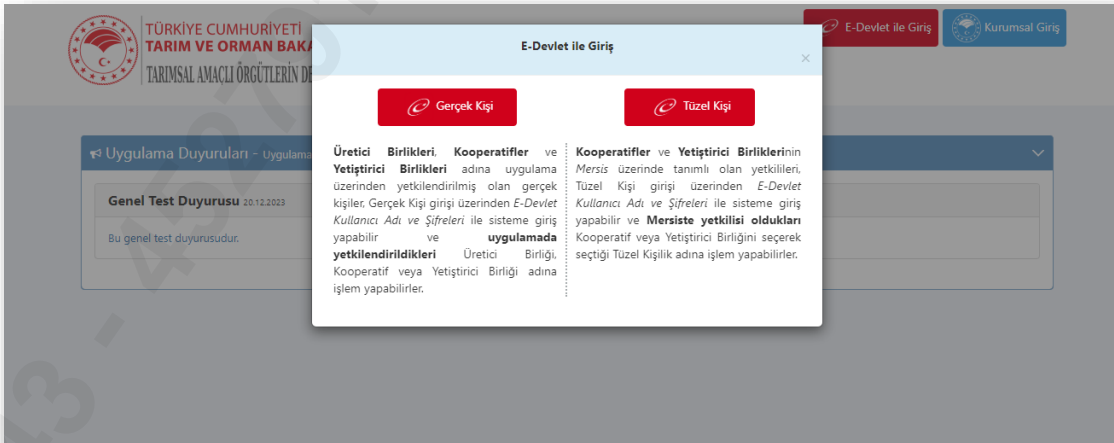 TÜRKİYE CUMHURİYETİ
TARIM VE ORMAN BAKA
TARIMSAL AMAÇLI ÖRGÜTLERİN DE
E-Devlet ile Giriş
Kurumsal Giriş
E-Devlet ile Giriş
×
Gerçek Kişi
Tüzel Kişi
Üretici Birlikleri, Kooperatifler ve
Yetiştirici Birlikleri adına uygulama
üzerinden yetkilendirilmiş olan gerçek
kişiler, Gerçek Kişi girişi üzerinden E-Devlet
Kullanıcı Adı ve Şifreleri ile sisteme giriş
yapabilir ve uygulamada
yetkilendirildikleri Üretici Birliği,
Kooperatif veya Yetiştirici Birliği adına
işlem yapabilirler.
Kooperatifler ve Yetiştirici Birliklerinin
Mersis üzerinde tanımlı olan yetkilileri,
Tüzel Kişi girişi üzerinden E-Devlet
Kullanıcı Adı ve Şifreleri ile sisteme giriş
yapabilir ve Mersiste yetkilisi oldukları
Kooperatif veya Yetiştirici Birliğini seçerek
seçtiği Tüzel Kişilik adına işlem yapabilirler.
Uygulama Duyuruları - Uygulama
Genel Test Duyurusu 20.12.2023
Bu genel test duyurusudur.